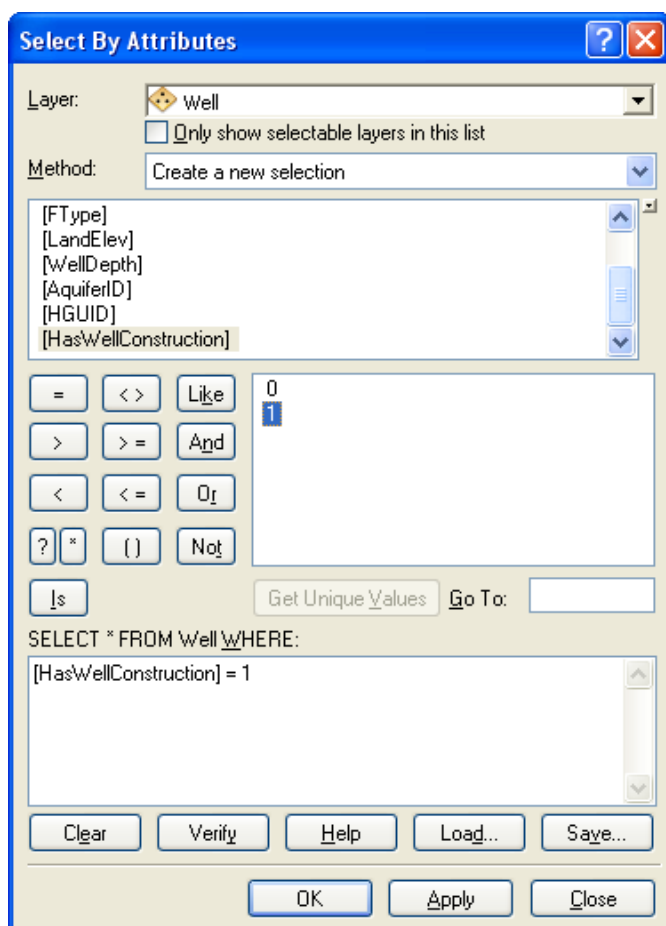 Select By Attributes
?
Layer: Well
Only show selectable layers in this list
Method: Create a new selection
[FType]
[LandElev]
[WellDepth]
[AquiferID]
[HGUID]
[HasWellConstruction]
= < > Like
> > = And
< < = Or
? * ( ) Not
Is
0
1
Get Unique Values Go To:
SELECT * FROM Well WHERE:
[HasWellConstruction] = 1
Clear Verify Help Load... Save...
OK Apply Close